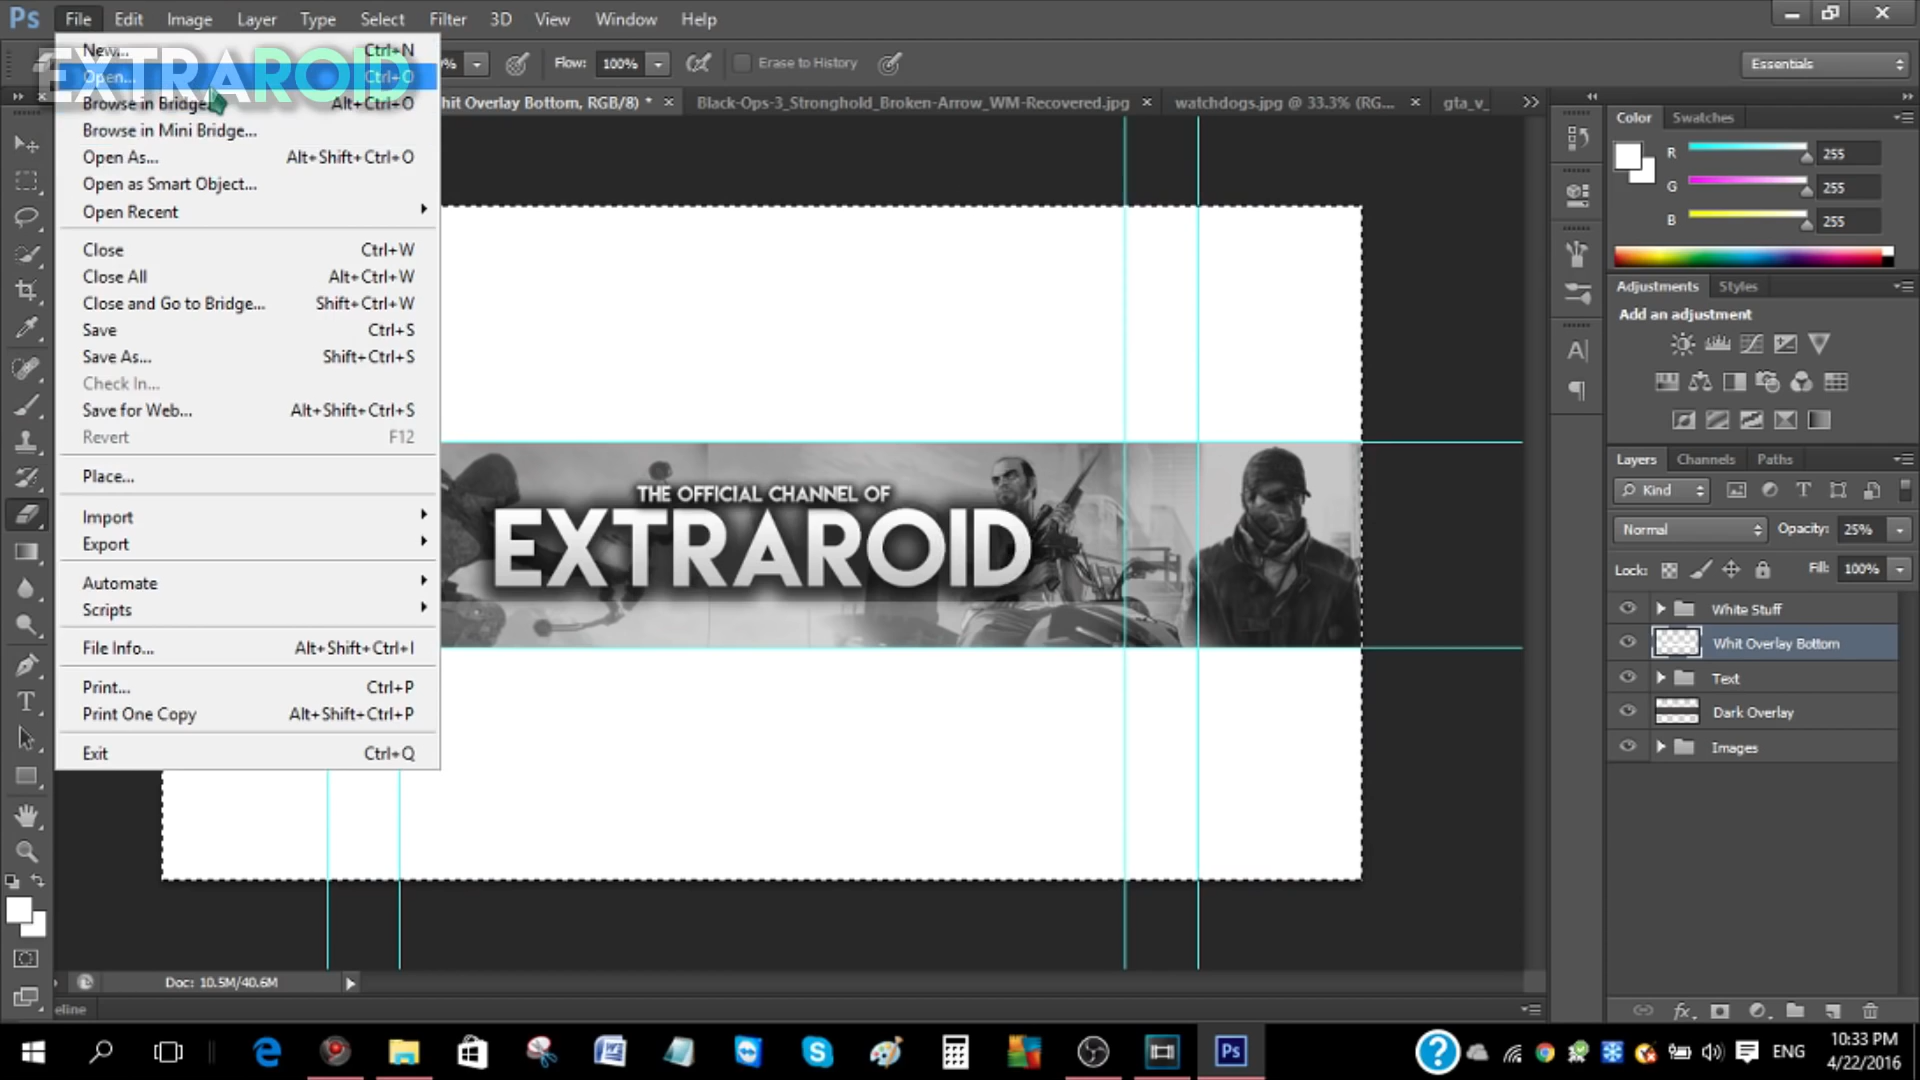 Ps File Edit Image Layer Type Select Filter 3D View Window Help
EXTRAROID
% Flow: 100% Erase to History Essentials
hit Overlay Bottom, RGB/8) * Black-Ops-3_Stronghold_Broken-Arrow_WM-Recovered.jpg watchdogs.jpg @ 33.3% (RG... gta_v_
New... Ctrl+N
Open... Ctrl+O
Browse in Bridge... Alt+Ctrl+O
Browse in Mini Bridge...
Open As... Alt+Shift+Ctrl+O
Open as Smart Object...
Open Recent
Close Ctrl+W
Close All Alt+Ctrl+W
Close and Go to Bridge... Shift+Ctrl+W
Save Ctrl+S
Save As... Shift+Ctrl+S
Check In...
Save for Web... Alt+Shift+Ctrl+S
Revert F12
Place...
Import
Export
Automate
Scripts
File Info... Alt+Shift+Ctrl+I
Print... Ctrl+P
Print One Copy Alt+Shift+Ctrl+P
Exit Ctrl+Q
THE OFFICIAL CHANNEL OF
EXTRAROID
Color Swatches
R 255
G 255
B 255
Adjustments Styles
Add an adjustment
Layers Channels Paths
Kind
Normal Opacity: 25%
Lock: Fill: 100%
White Stuff
Whit Overlay Bottom
Text
Dark Overlay
Images
Doc: 10.5M/40.6M
eline
Ps ENG
10:33 PM
4/22/2016